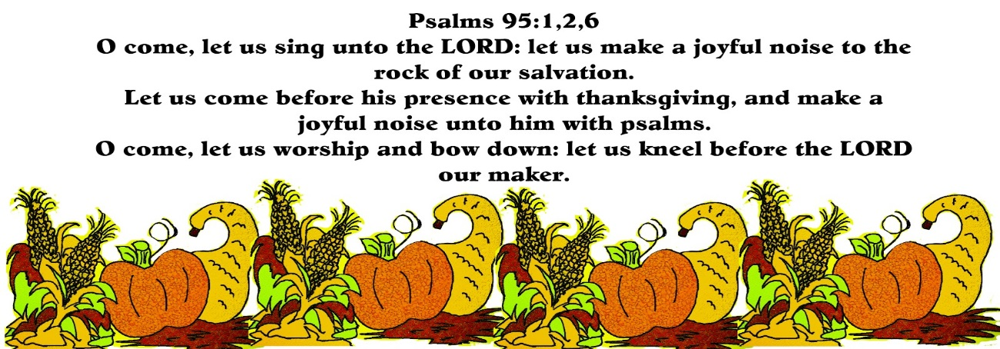 Psalms 95:1,2,6
O come, let us sing unto the LORD: let us make a joyful noise to the
rock of our salvation.
Let us come before his presence with thanksgiving, and make a
joyful noise unto him with psalms.
O come, let us worship and bow down: let us kneel before the LORD
our maker.